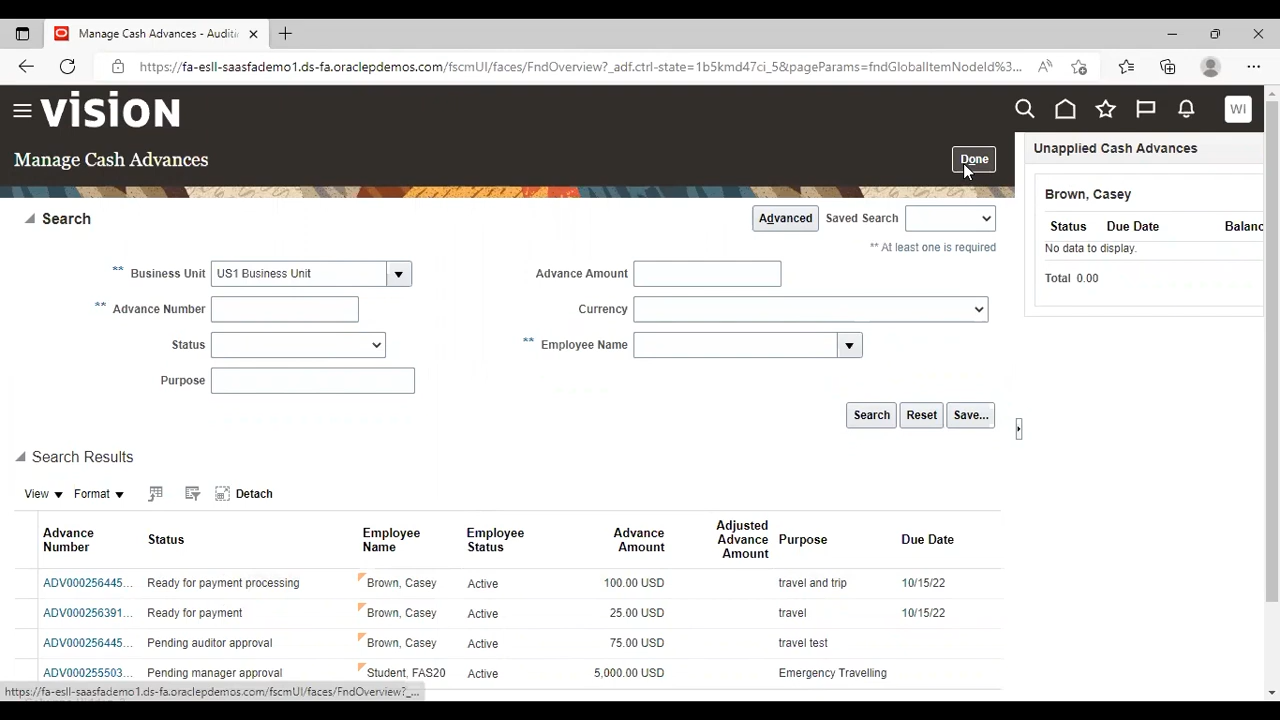 Manage Cash Advances - Auditi
https://fa-esll-saasfademo1.ds-fa.oraclepdemos.com/fscmUI/faces/FndOverview?_adf.ctrl-state=1b5kmd47ci_5&pageParams=fndGlobalItemNodeId%3...
vision
WI
Manage Cash Advances
Done
Unapplied Cash Advances
Brown, Casey
Status Due Date Balanc
No data to display.
Total 0.00
Search
Advanced Saved Search
** At least one is required
** Business Unit US1 Business Unit Advance Amount
** Advance Number Currency
Status ** Employee Name
Purpose
Search Reset Save...
Search Results
View Format Detach
Advance Number Status Employee Name Employee Status Advance Amount Adjusted Advance Amount Purpose Due Date
ADV000256445... Ready for payment processing Brown, Casey Active 100.00 USD travel and trip 10/15/22
ADV000256391... Ready for payment Brown, Casey Active 25.00 USD travel 10/15/22
ADV000256445... Pending auditor approval Brown, Casey Active 75.00 USD travel test
ADV000255503... Pending manager approval Student, FAS20 Active 5,000.00 USD Emergency Travelling
https://fa-esll-saasfademo1.ds-fa.oraclepdemos.com/fscmUI/faces/FndOverview?_...